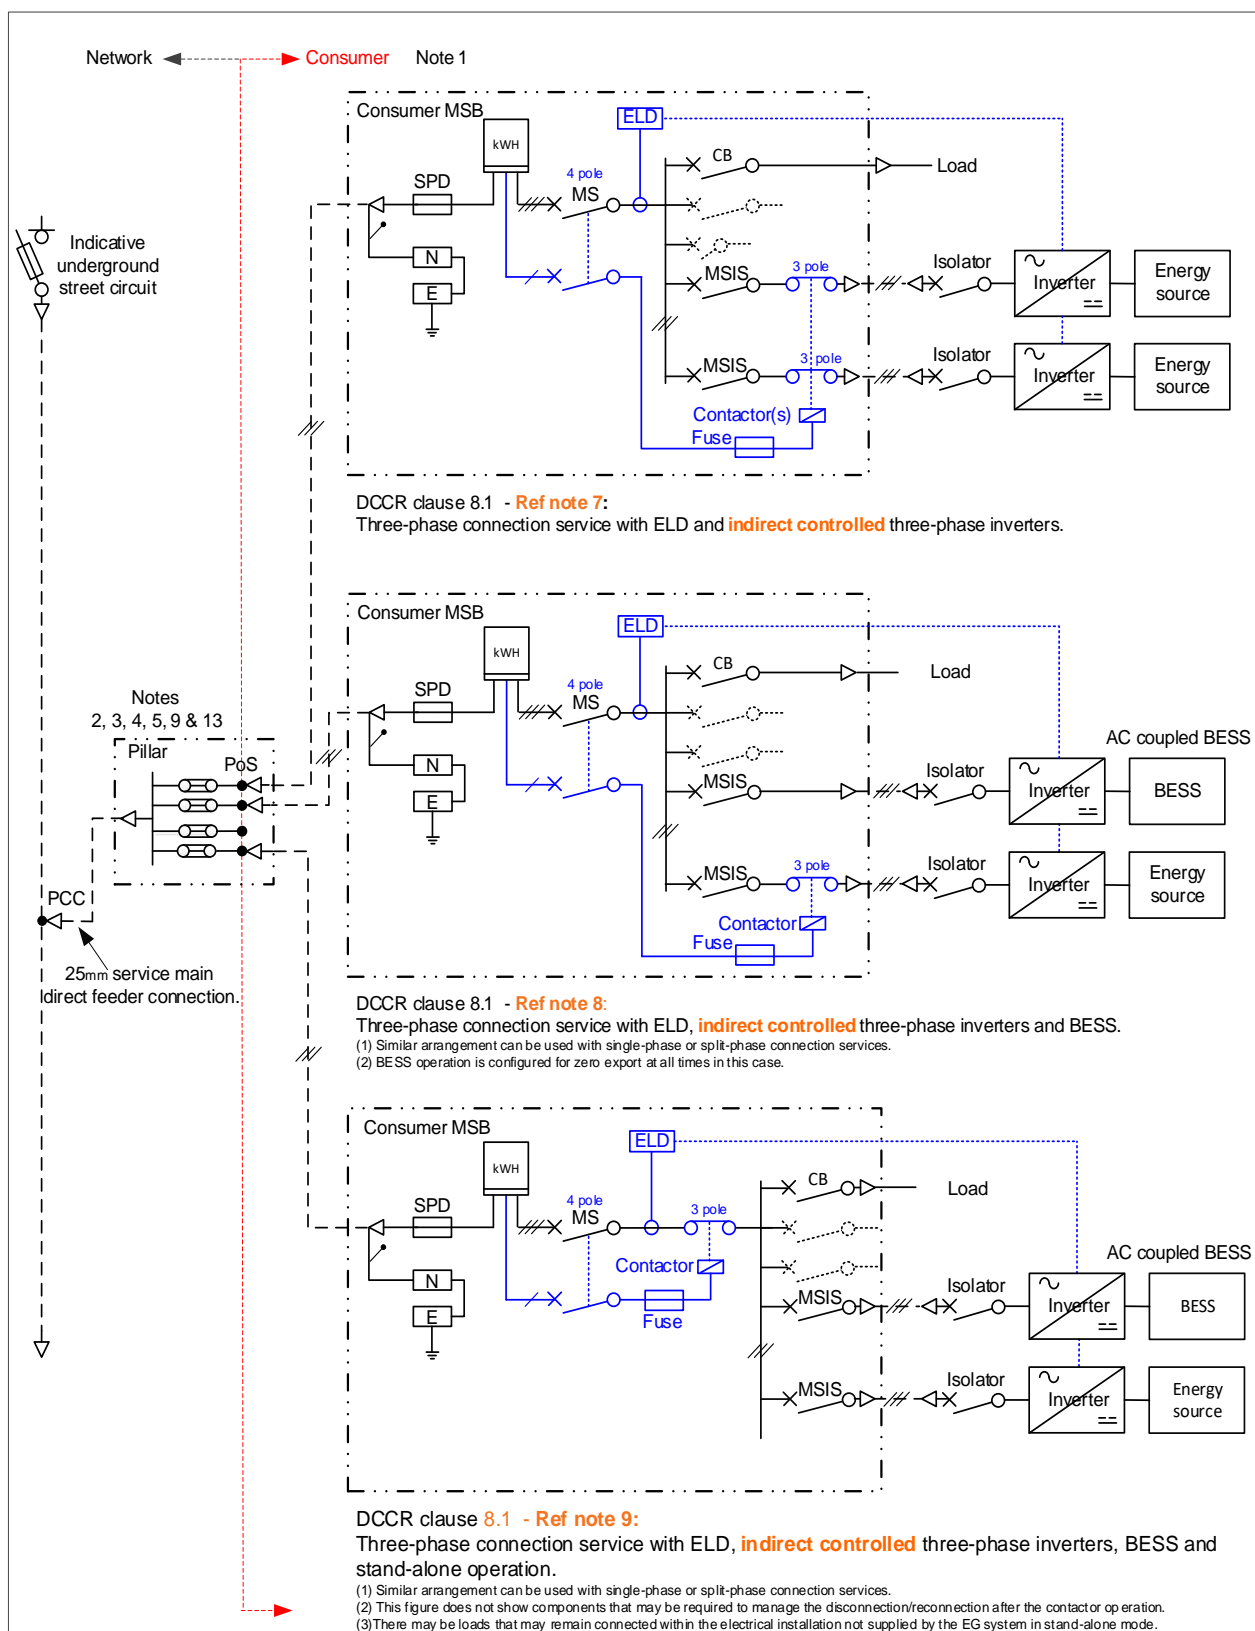 Network
Consumer
Note 1
Consumer MSB
ELD
kWH
CB
Load
SPD
4 pole
MS
Indicative
underground
street circuit
N
E
MSIS
3 pole
Isolator
Inverter
Energy
source
MSIS
3 pole
Isolator
Inverter
Energy
source
Contactor(s)
Fuse
DCCR clause 8.1 - Ref note 7:
Three-phase connection service with ELD and indirect controlled three-phase inverters.
Consumer MSB
ELD
kWH
CB
Load
SPD
4 pole
MS
Notes
2, 3, 4, 5, 9 & 13
Pillar
PoS
N
E
MSIS
Isolator
AC coupled BESS
Inverter
BESS
MSIS
3 pole
Isolator
Inverter
Energy
source
Contactor
Fuse
PCC
25mm service main
direct feeder connection.
DCCR clause 8.1 - Ref note 8:
Three-phase connection service with ELD, indirect controlled three-phase inverters and BESS.
(1) Similar arrangement can be used with single-phase or split-phase connection services.
(2) BESS operation is configured for zero export at all times in this case.
Consumer MSB
ELD
kWH
CB
Load
SPD
4 pole
MS
3 pole
Contactor
Fuse
N
E
MSIS
Isolator
AC coupled BESS
Inverter
BESS
MSIS
Isolator
Inverter
Energy
source
DCCR clause 8.1 - Ref note 9:
Three-phase connection service with ELD, indirect controlled three-phase inverters, BESS and
stand-alone operation.
(1) Similar arrangement can be used with single-phase or split-phase connection services.
(2) This figure does not show components that may be required to manage the disconnection/reconnection after the contactor operation.
(3)There may be loads that may remain connected within the electrical installation not supplied by the EG system in stand-alone mode.